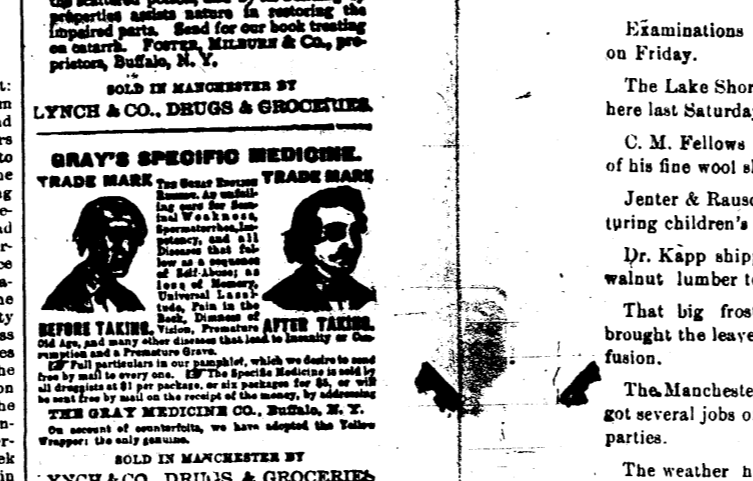 the scattered poison, and by its healing
properties assists nature in restoring the
impaired parts. Send for our book treating
on catarrh. FOSTER, MILBURN & CO., pro-
prietors, Buffalo, N. Y.
SOLD IN MANCHESTER BY
LYNCH & CO., DRUGS & GROCERIES.
GRAY'S SPECIFIC MEDICINE.
TRADE MARK
The Great English
Remedy. An unfail-
ing cure for Sem-
inal Weakness,
Spermatorrhea, Im-
potency, and all
Diseases that fol-
low as a sequence
of Self-Abuse; as
loss of Memory,
Universal Lassi-
tude, Pain in the
Back, Dimness of
TRADE MARK
BEFORE TAKING.
Vision, Premature
AFTER TAKING.
Old Age, and many other diseases that lead to Insanity or Con-
sumption and a Premature Grave.
Full particulars in our pamphlet, which we desire to send
free by mail to every one. The Specific Medicine is sold by
all druggists at $1 per package, or six packages for $5, or will
be sent free by mail on the receipt of the money, by addressing
THE GRAY MEDICINE CO., Buffalo, N. Y.
On account of counterfeits, we have adopted the Yellow
Wrapper: the only genuine.
SOLD IN MANCHESTER BY
LYNCH & CO., DRUGS & GROCERIES
Examinations
on Friday.
The Lake Shor
here last Saturda
C. M. Fellows
of his fine wool
Jenter & Rausc
turing children's
Dr. Kapp ship
walnut lumber t
That big fros
brought the leave
fusion.
The Mancheste
got several jobs o
parties.
The weather h